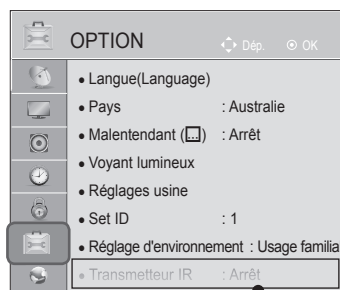 OPTION Dép. OK
• Langue(Language)
• Pays : Australie
• Malentendant ( ) : Arrêt
• Voyant lumineux
• Réglages usine
• Set ID : 1
• Réglage d'environnement : Usage familia
• Transmetteur IR : Arrêt